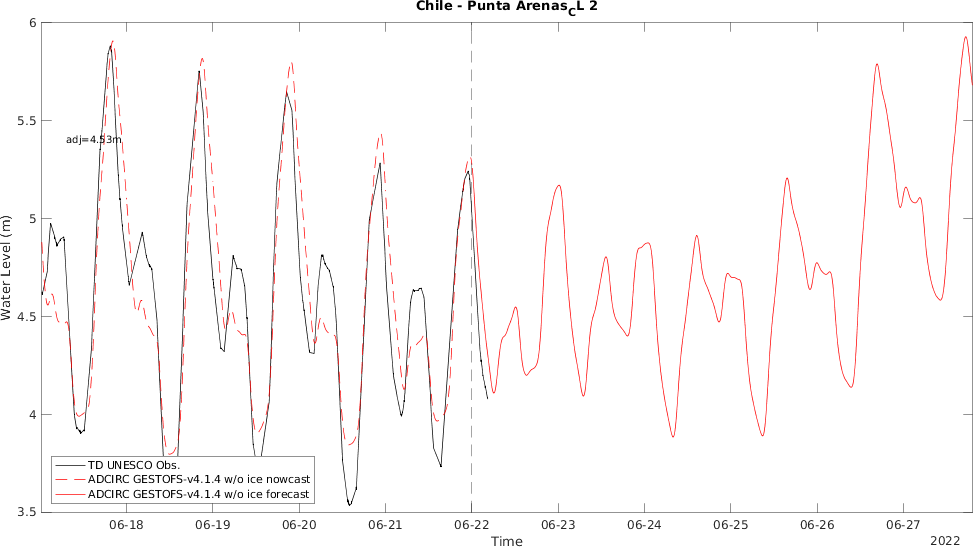 Chile - Punta Arenas_CL 2
6
5.5
adj=4.53m
5
Water Level (m)
4.5
4
TD UNESCO Obs.
ADCIRC GESTOFS-v4.1.4 w/o ice nowcast
ADCIRC GESTOFS-v4.1.4 w/o ice forecast
3.5
06-18 06-19 06-20 06-21 06-22 06-23 06-24 06-25 06-26 06-27
Time
2022